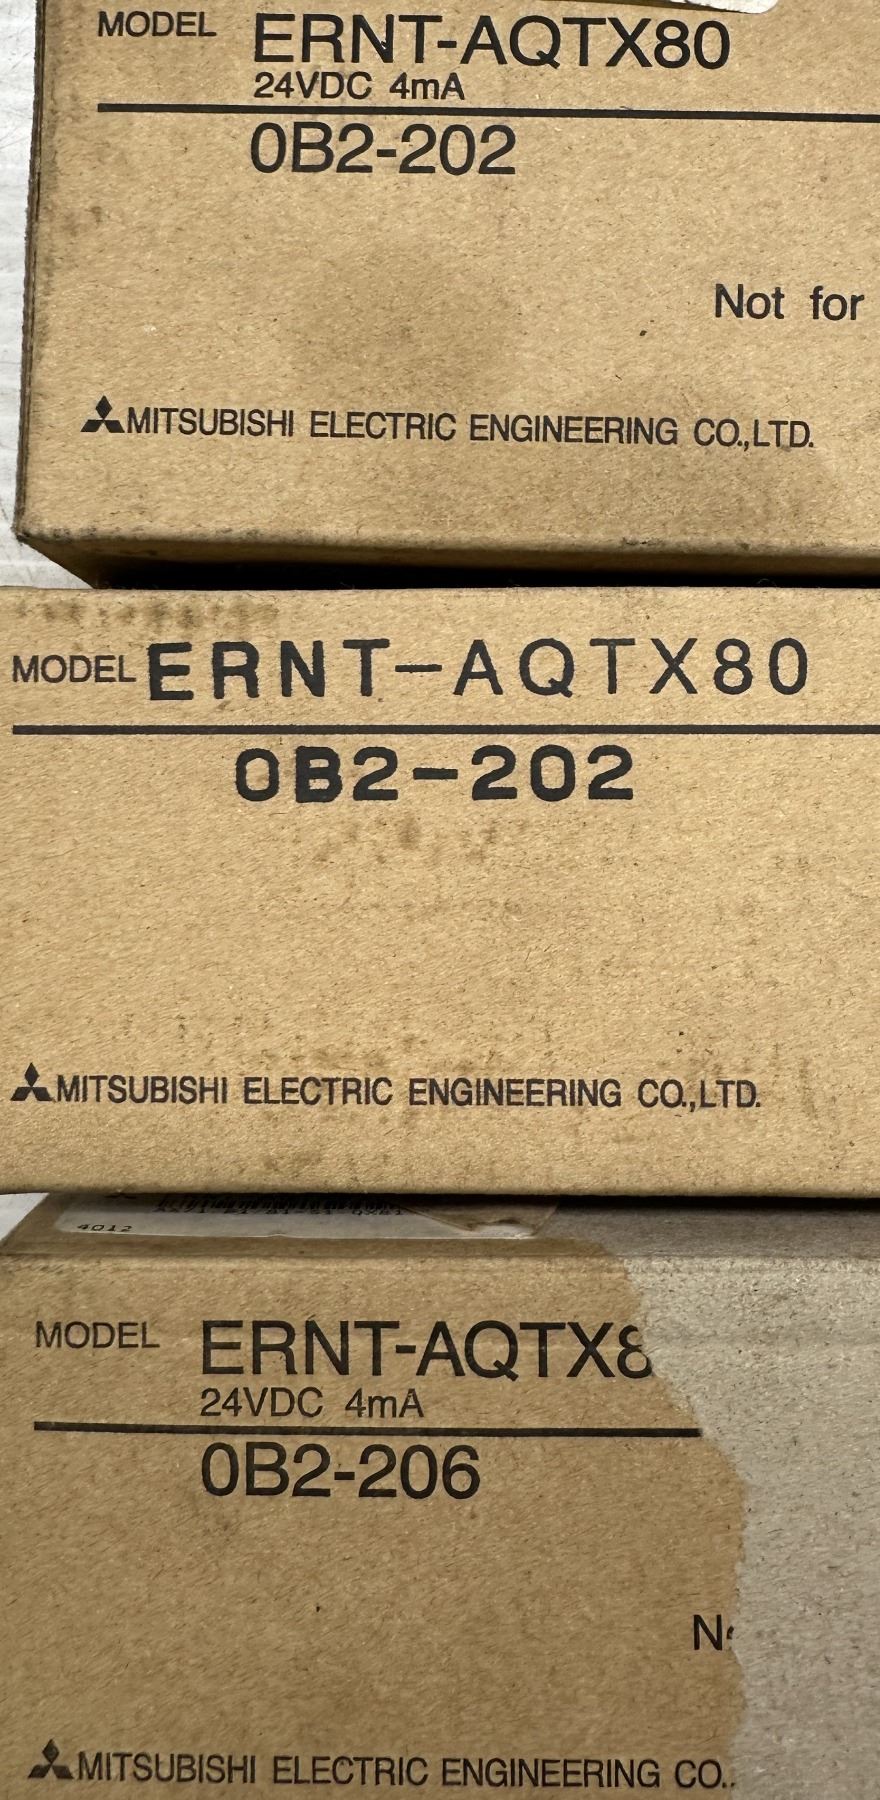 MODEL ERNT-AQTX80
24VDC 4mA
0B2-202
Not for
MITSUBISHI ELECTRIC ENGINEERING CO.,LTD.
MODEL ERNT-AQTX80
0B2-202
MITSUBISHI ELECTRIC ENGINEERING CO.,LTD.
4012
MODEL ERNT-AQTX8
24VDC 4mA
0B2-206
MITSUBISHI ELECTRIC ENGINEERING CO.